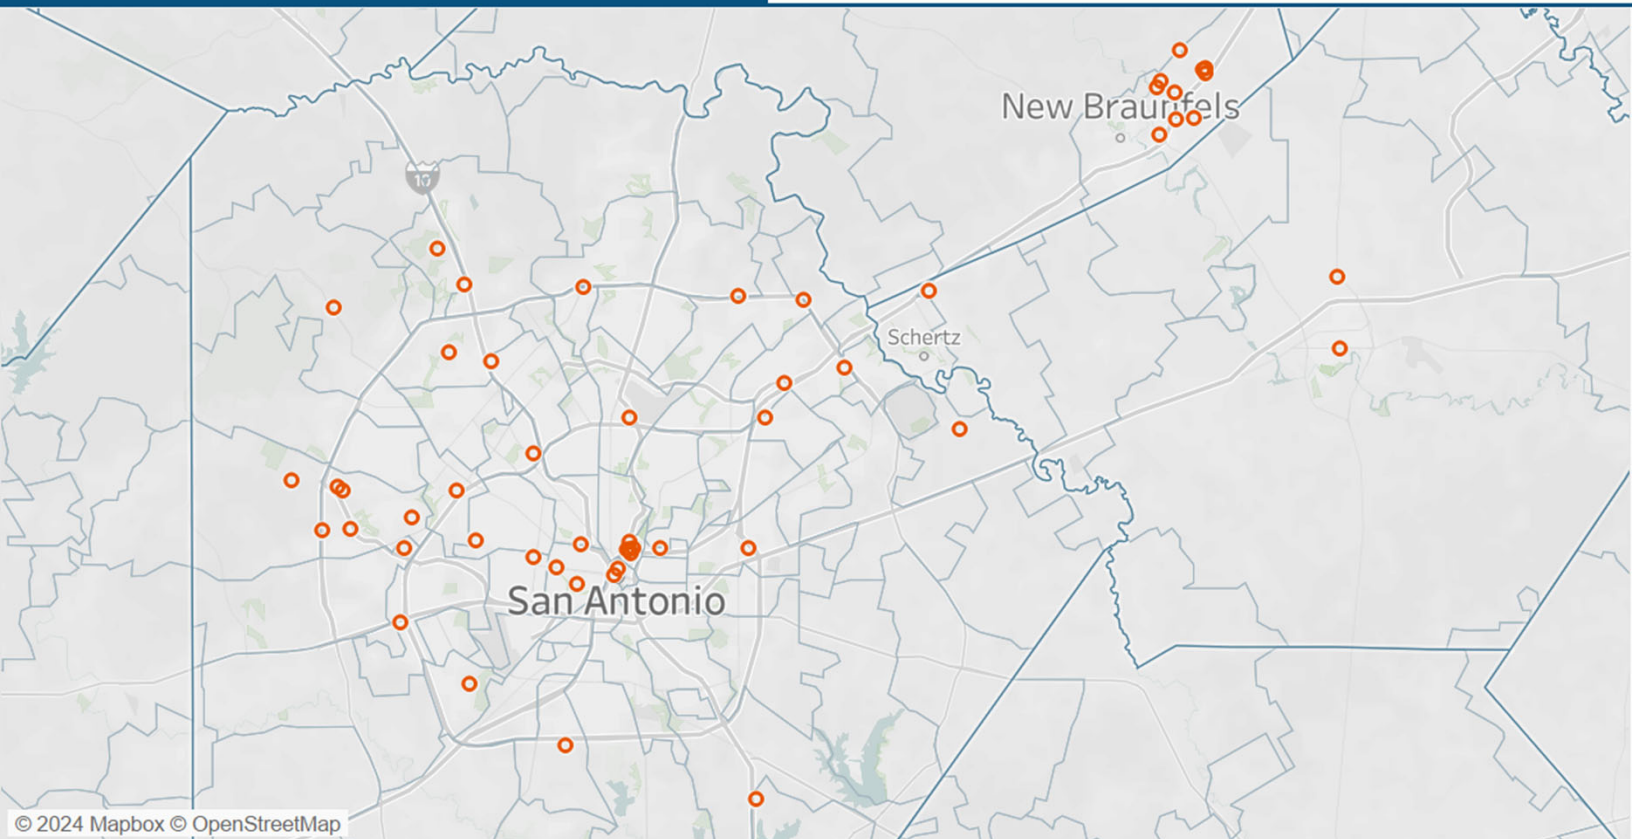 New Braunfels
10
Schertz
San Antonio
© 2024 Mapbox © OpenStreetMap